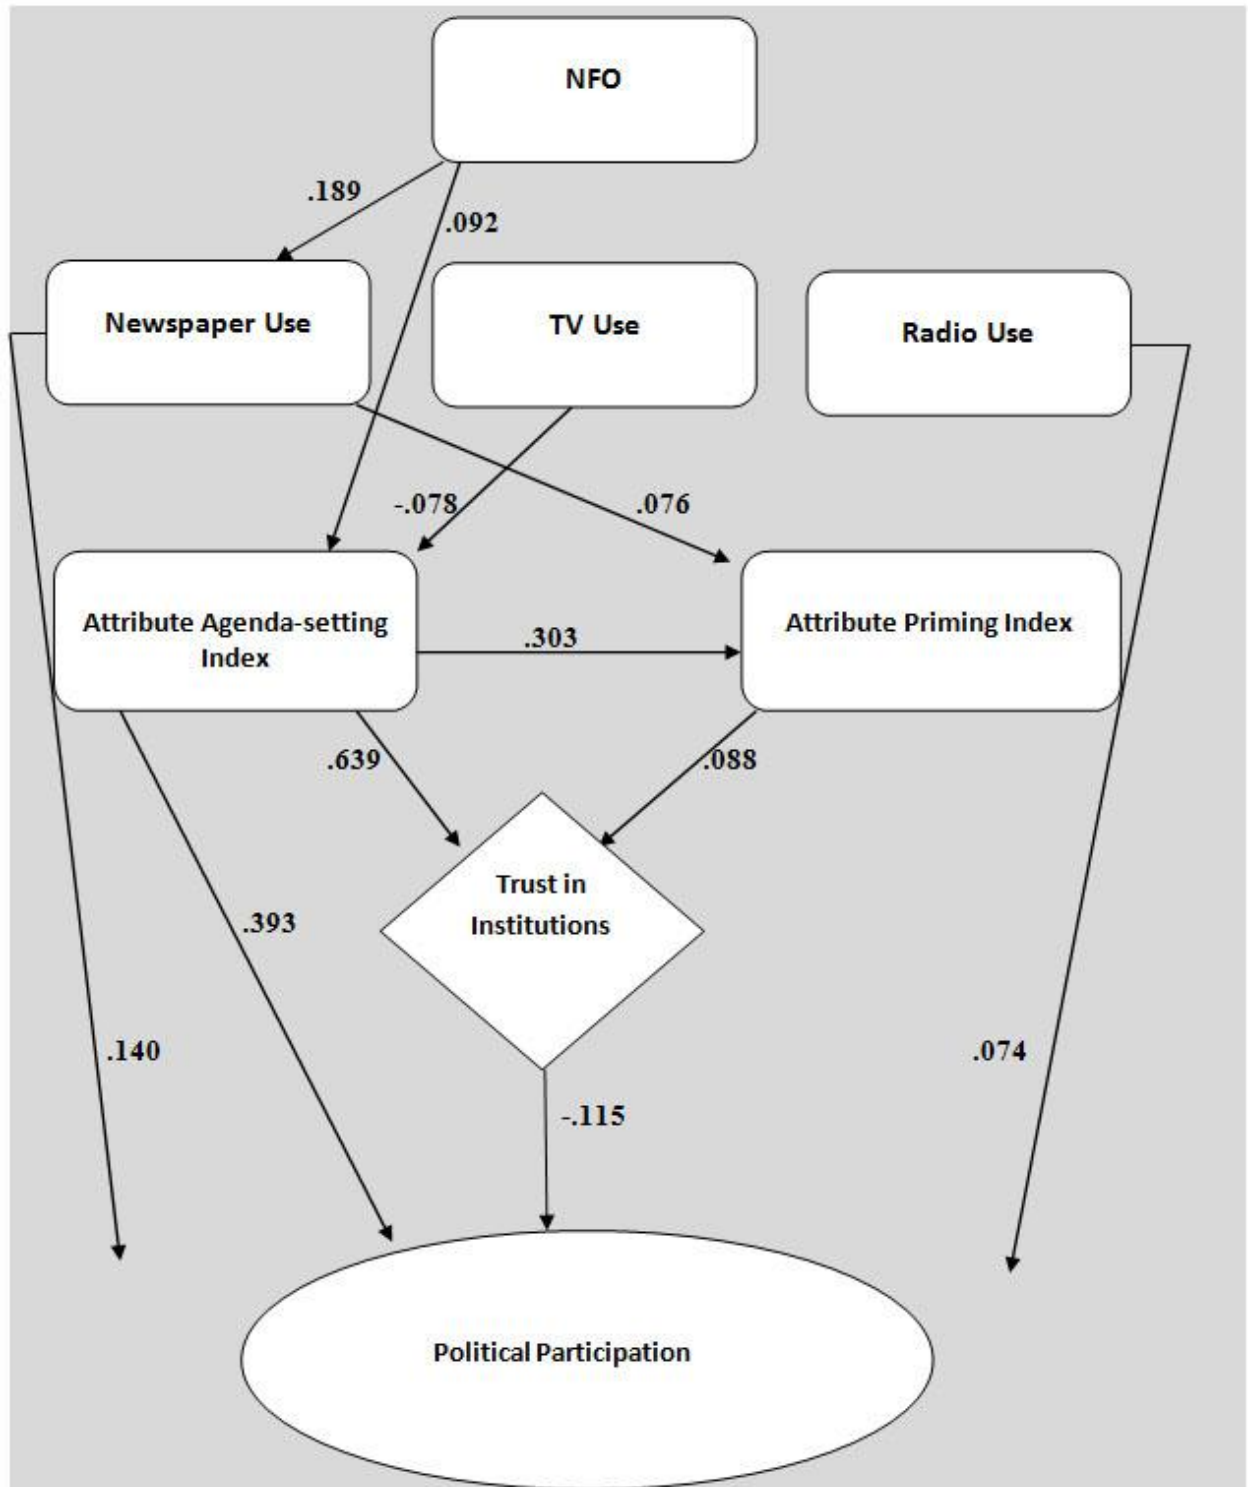 NFO
.189
.092
Newspaper Use
TV Use
Radio Use
-.078
.076
Attribute Agenda-setting
Index
.303
Attribute Priming Index
.639
.088
Trust in
Institutions
.393
.140
.074
-.115
Political Participation